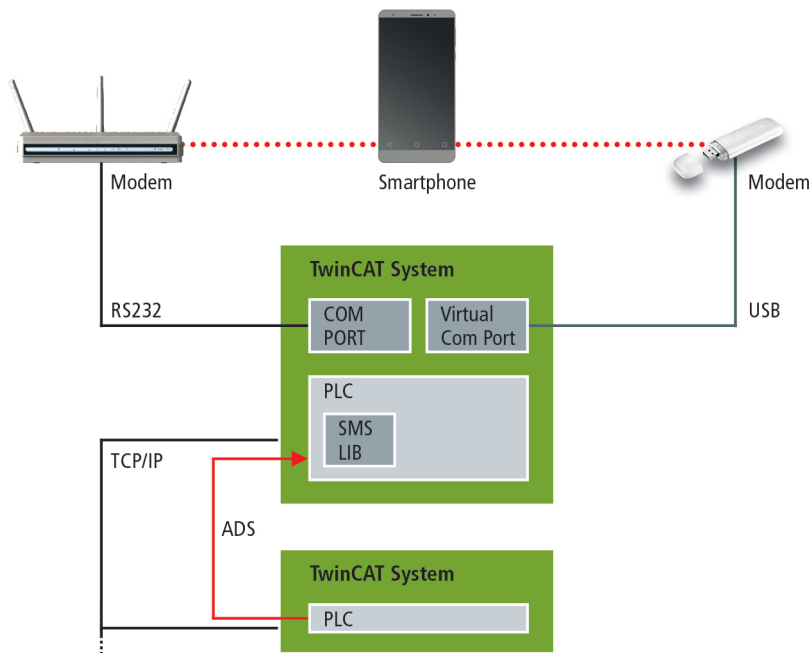 Modem
Smartphone
Modem
TwinCAT System
RS232
COM
PORT
Virtual
Com Port
USB
PLC
SMS
LIB
TCP/IP
ADS
TwinCAT System
PLC